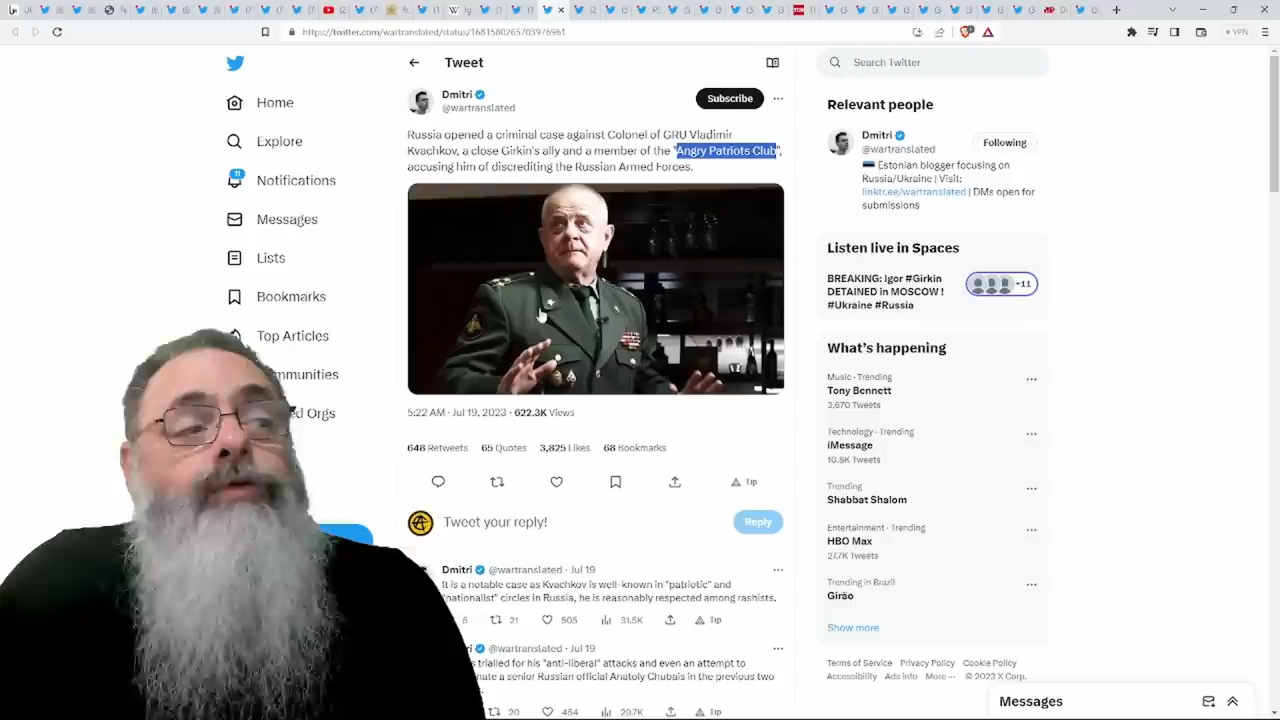 https://twitter.com/wartranslated/status/1681580265703976961
VPN
Home
Explore
11
Notifications
Messages
Lists
Bookmarks
Top Articles
Orgs
Tweet
Dmitri
@wartranslated
Subscribe
Russia opened a criminal case against Colonel of GRU Vladimir
Kvachkov, a close Girkin's ally and a member of the "Angry Patriots Club",
accusing him of discrediting the Russian Armed Forces.
5:22 AM · Jul 19, 2023 · 622.3K Views
648 Retweets 65 Quotes 3,825 Likes 68 Bookmarks
Tip
Tweet your reply!
Reply
Dmitri @wartranslated · Jul 19
It is a notable case as Kvachkov is well-known in "patriotic" and
"nationalist" circles in Russia, he is reasonably respected among rashists.
21 505 31.5K Tip
@wartranslated · Jul 19
trialled for his "anti-liberal" attacks and even an attempt to
a senior Russian official Anatoly Chubais in the previous two
20 454 29.7K Tip
Search Twitter
Relevant people
Dmitri
@wartranslated
Following
Estonian blogger focusing on
Russia/Ukraine | Visit:
linktr.ee/wartranslated | DMs open for
submissions
Listen live in Spaces
BREAKING: Igor #Girkin
DETAINED in MOSCOW !
#Ukraine #Russia
+11
What's happening
Music · Trending
Tony Bennett
3,670 Tweets
Technology · Trending
iMessage
10.8K Tweets
Trending
Shabbat Shalom
Entertainment · Trending
HBO Max
27.7K Tweets
Trending in Brazil
Girão
Show more
Terms of Service Privacy Policy Cookie Policy
Accessibility Ads info More ··· © 2023 X Corp.
Messages